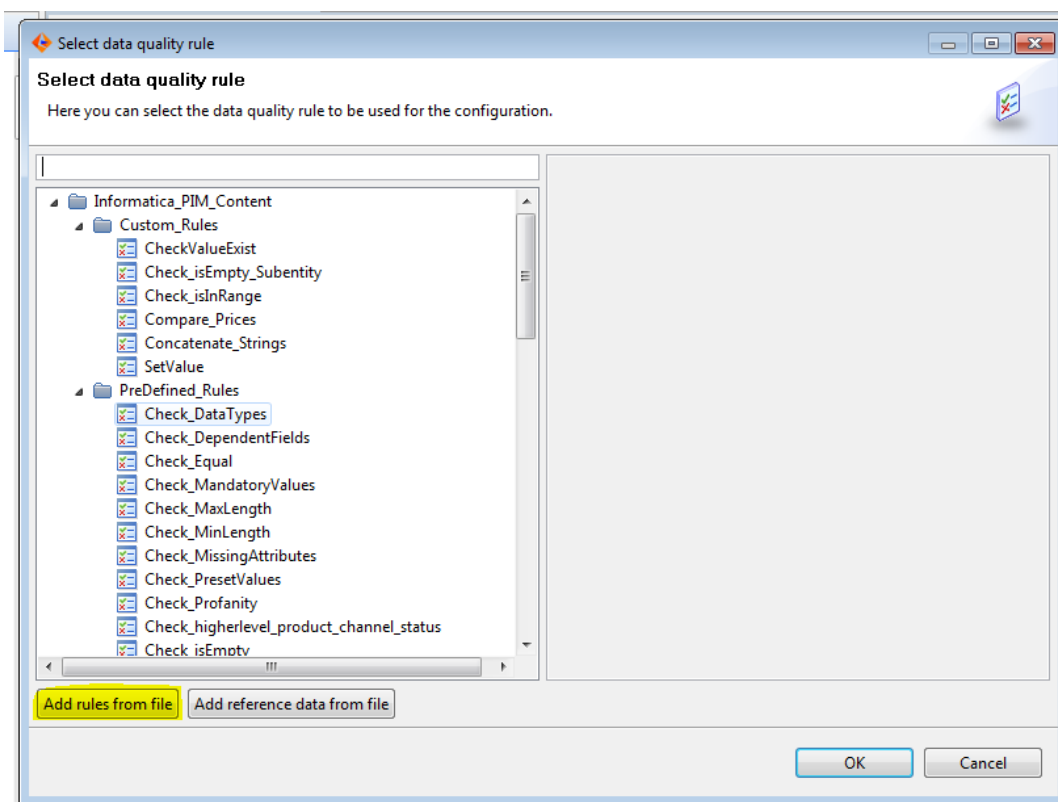 Select data quality rule
Select data quality rule
Here you can select the data quality rule to be used for the configuration.
Informatica_PIM_Content
Custom_Rules
CheckValueExist
Check_isEmpty_Subentity
Check_isInRange
Compare_Prices
Concatenate_Strings
SetValue
PreDefined_Rules
Check_DataTypes
Check_DependentFields
Check_Equal
Check_MandatoryValues
Check_MaxLength
Check_MinLength
Check_MissingAttributes
Check_PresetValues
Check_Profanity
Check_higherlevel_product_channel_status
Check_isEmpty
Add rules from file Add reference data from file
OK Cancel